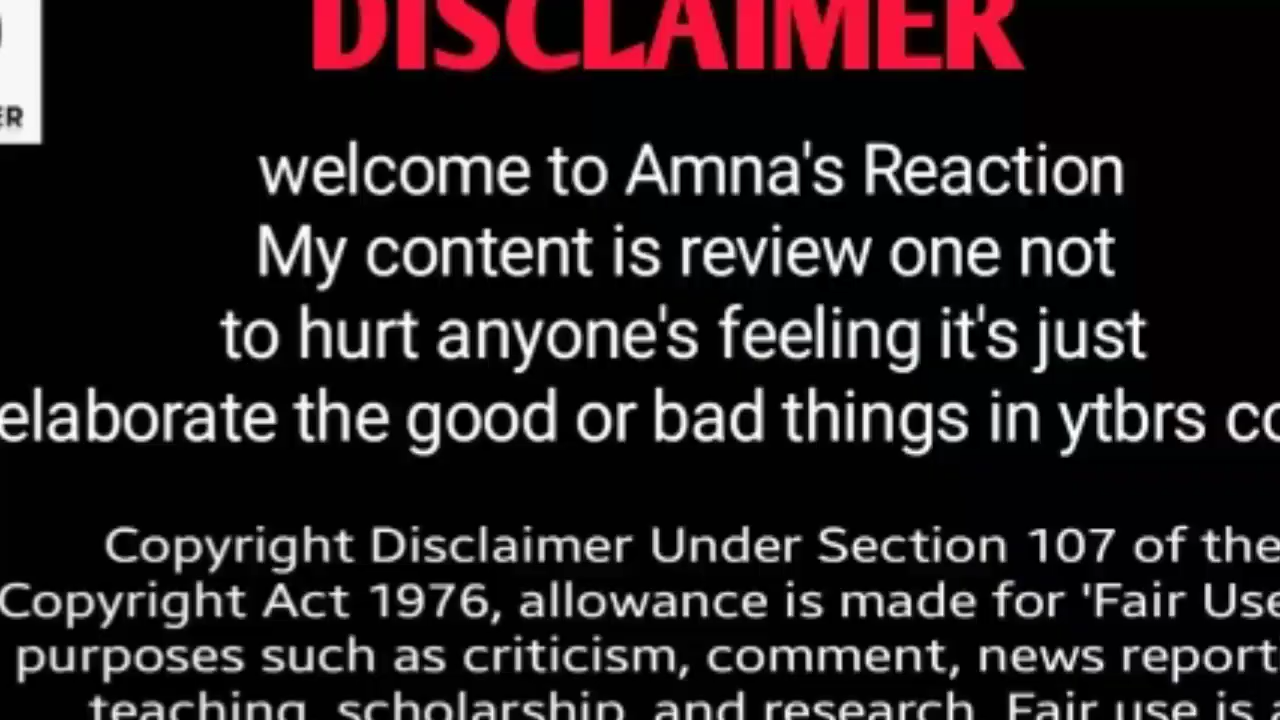 DISCLAIMER
ER
welcome to Amna's Reaction
My content is review one not
to hurt anyone's feeling it's just
elaborate the good or bad things in ytbrs co
Copyright Disclaimer Under Section 107 of the
Copyright Act 1976, allowance is made for 'Fair Use
purposes such as criticism, comment, news report
teaching, scholarship, and research. Fair use is a